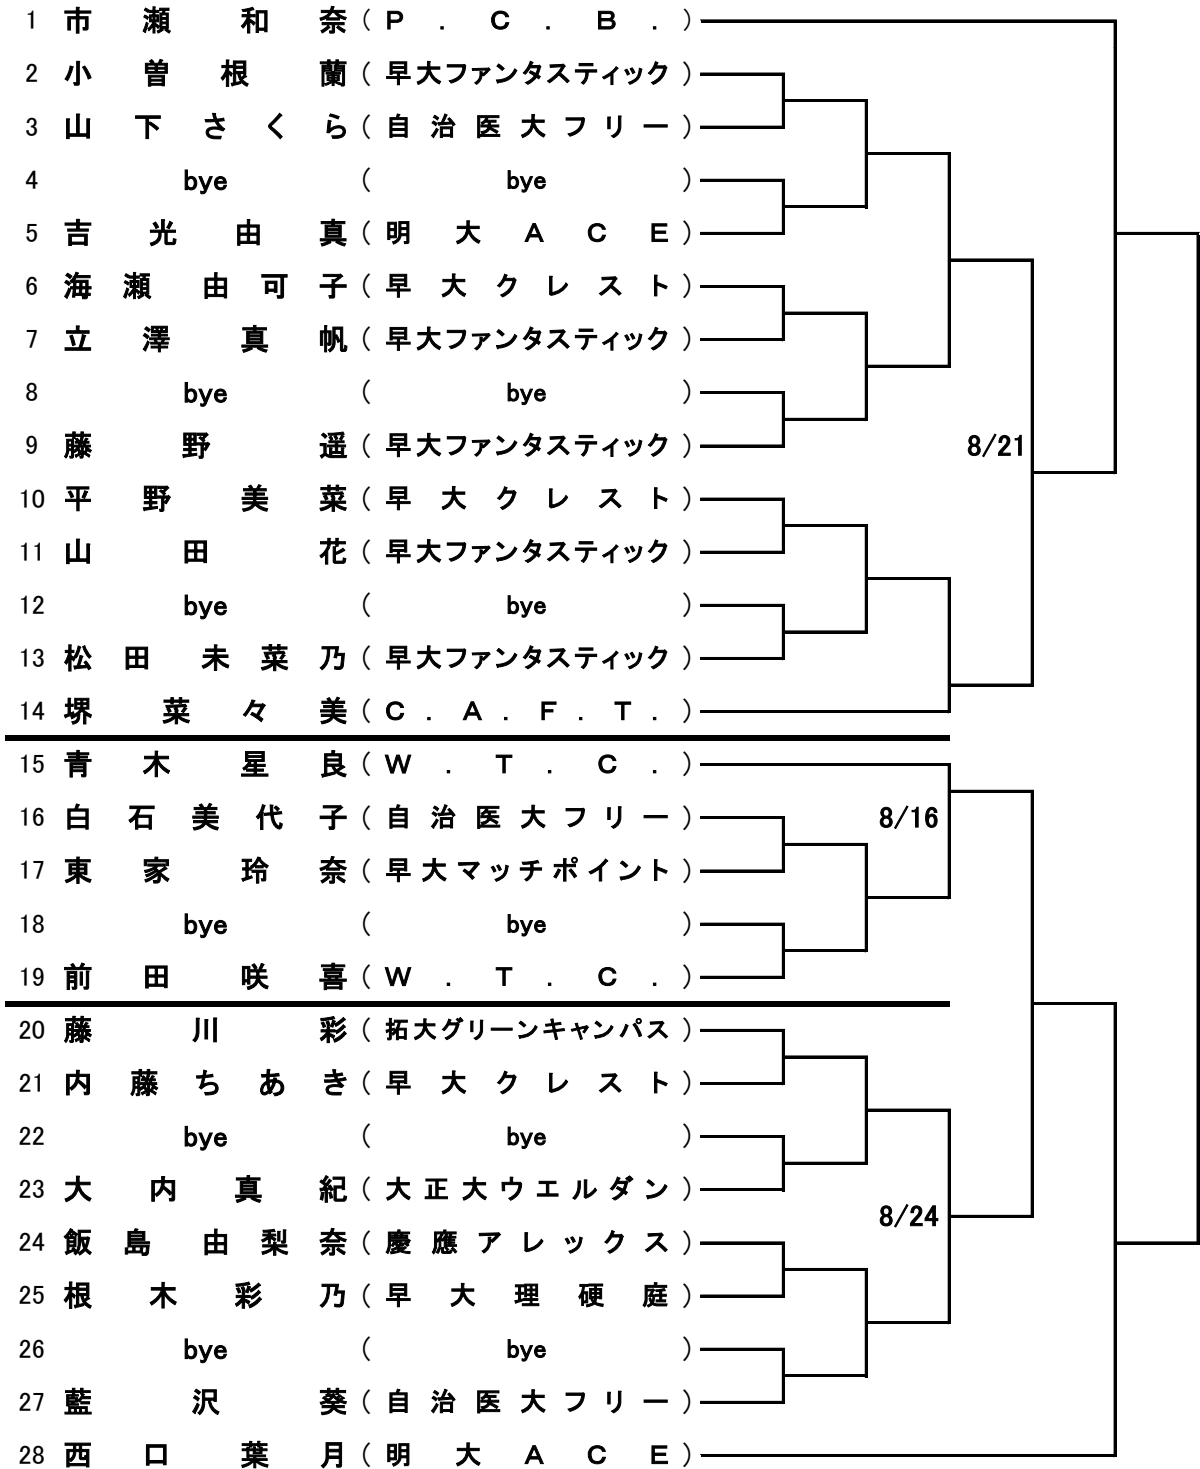 1 市瀬和奈 (P.C.B.)
2 小曽根蘭 (早大ファンタスティック)
3 山下さくら (自治医大フリー)
4 bye (bye)
5 吉光由真 (明大ACE)
6 海瀬由可子 (早大クレスト)
7 立澤真帆 (早大ファンタスティック)
8 bye (bye)
9 藤野遥 (早大ファンタスティック) 8/21
10 平野美菜 (早大クレスト)
11 山田花 (早大ファンタスティック)
12 bye (bye)
13 松田未菜乃 (早大ファンタスティック)
14 堺菜々美 (C.A.F.T.)
15 青木星良 (W.T.C.)
16 白石美代子 (自治医大フリー) 8/16
17 東家玲奈 (早大マッチポイント)
18 bye (bye)
19 前田咲喜 (W.T.C.)
20 藤川彩 (拓大グリーンキャンパス)
21 内藤ちあき (早大クレスト)
22 bye (bye)
23 大内真紀 (大正大ウエルダン)
8/24
24 飯島由梨奈 (慶應アレックス)
25 根木彩乃 (早大理硬庭)
26 bye (bye)
27 藍沢葵 (自治医大フリー)
28 西口葉月 (明大ACE)